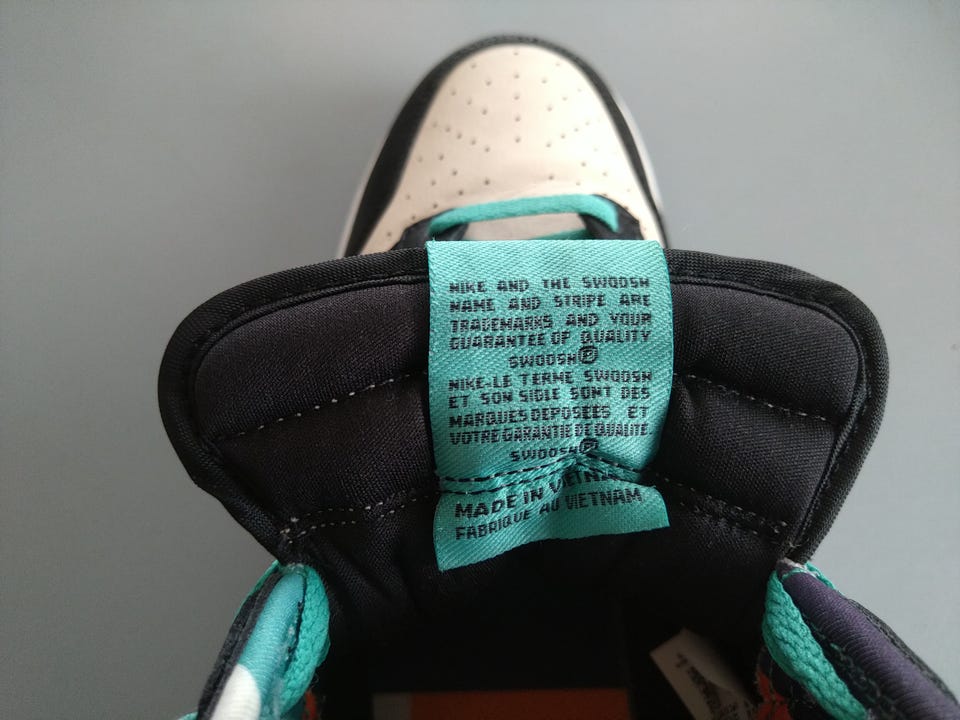 NIKE AND THE SWOOSH
NAME AND STRIPE ARE
TRADEMARKS AND YOUR
GUARANTEE OF QUALITY
SWOOSH®
NIKE-LE TERME SWOOSH
ET SON SIGLE SONT DES
MARQUES DEPOSÉES ET
VOTRE GARANTIE DE QUALITE
SWOOSH®
MADE IN VIETNAM
FABRIQUE AU VIETNAM